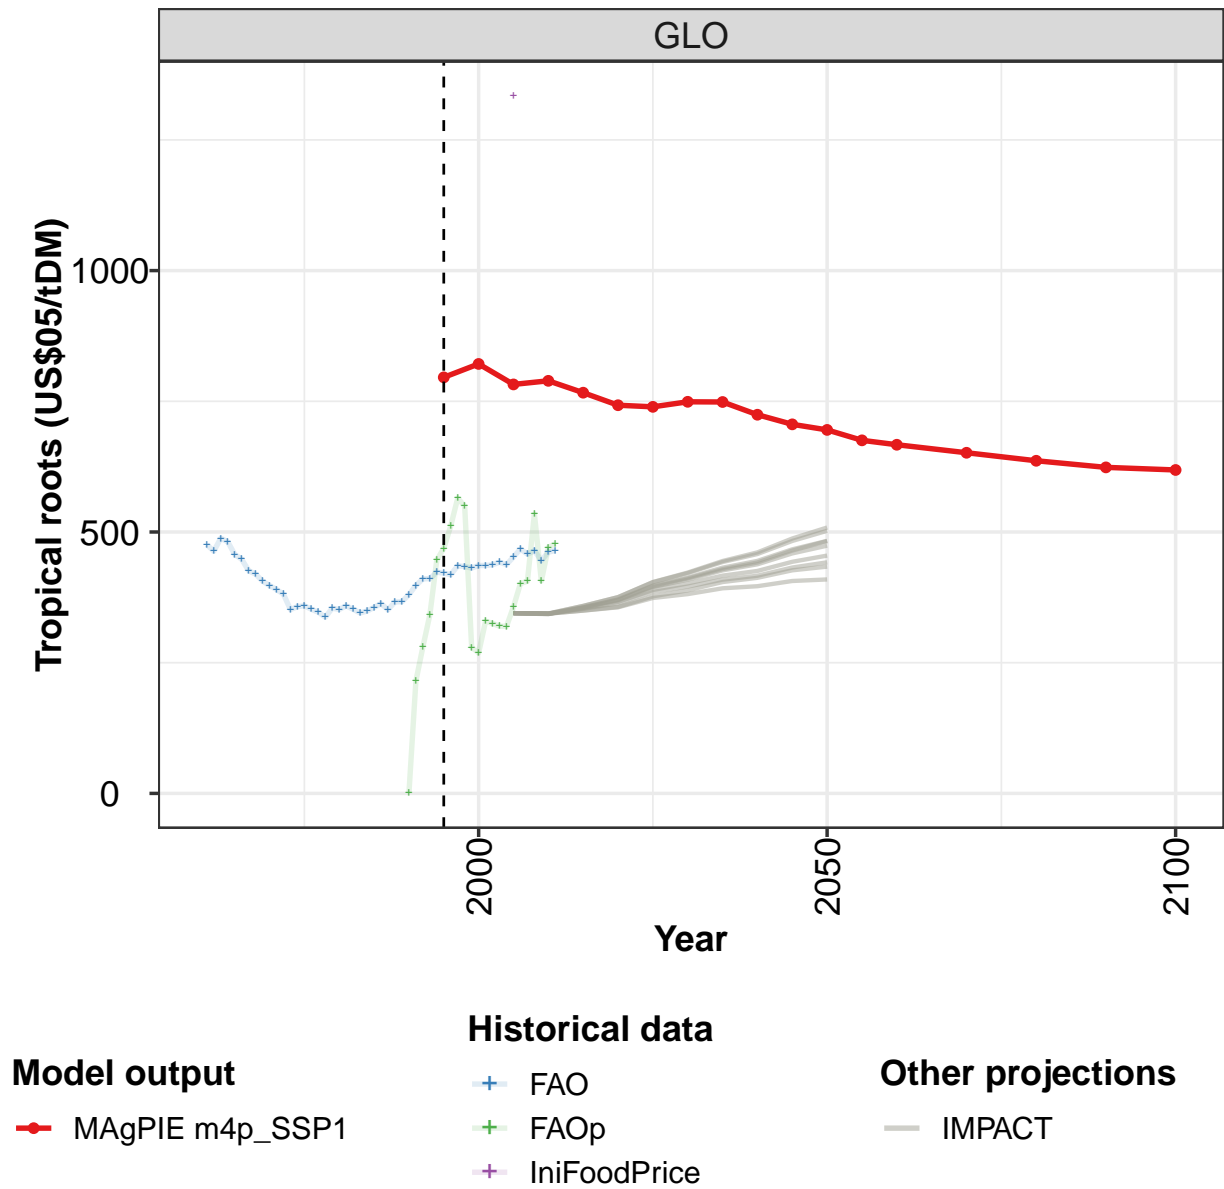 GLO
Tropical roots (US$05/tDM)
1000
500
0
2000
2050
2100
Year
Model output
MAgPIE m4p_SSP1
Historical data
FAO
FAOp
IniFoodPrice
Other projections
IMPACT